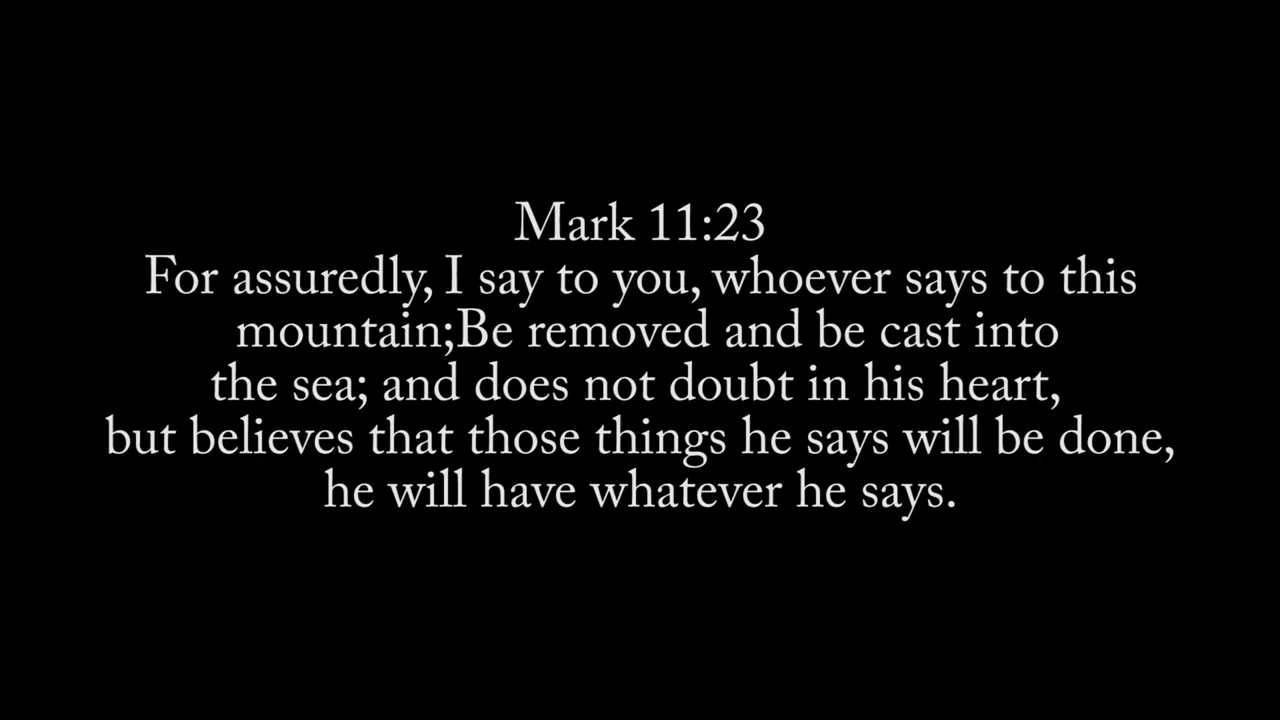 Mark 11:23
For assuredly, I say to you, whoever says to this
mountain;Be removed and be cast into
the sea; and does not doubt in his heart,
but believes that those things he says will be done,
he will have whatever he says.